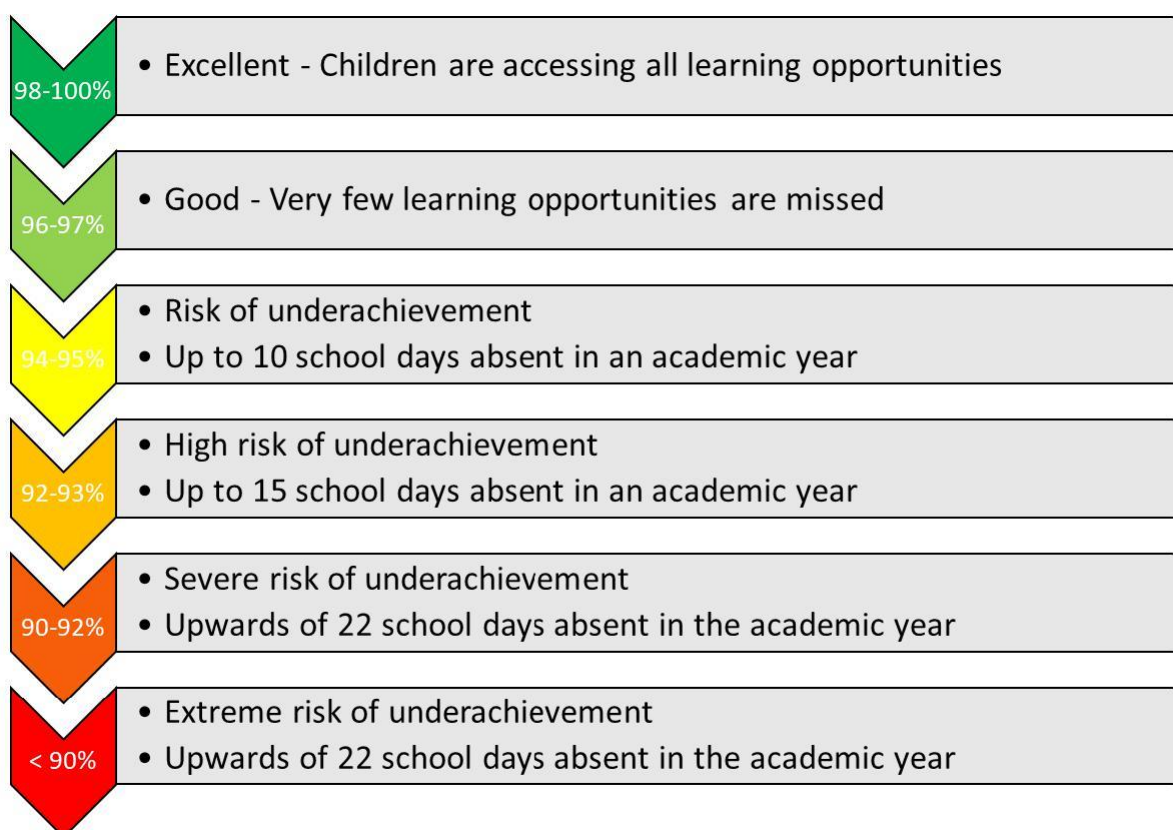 98-100%
• Excellent - Children are accessing all learning opportunities
96-97%
• Good - Very few learning opportunities are missed
94-95%
• Risk of underachievement
• Up to 10 school days absent in an academic year
92-93%
• High risk of underachievement
• Up to 15 school days absent in an academic year
90-92%
• Severe risk of underachievement
• Upwards of 22 school days absent in the academic year
< 90%
• Extreme risk of underachievement
• Upwards of 22 school days absent in the academic year